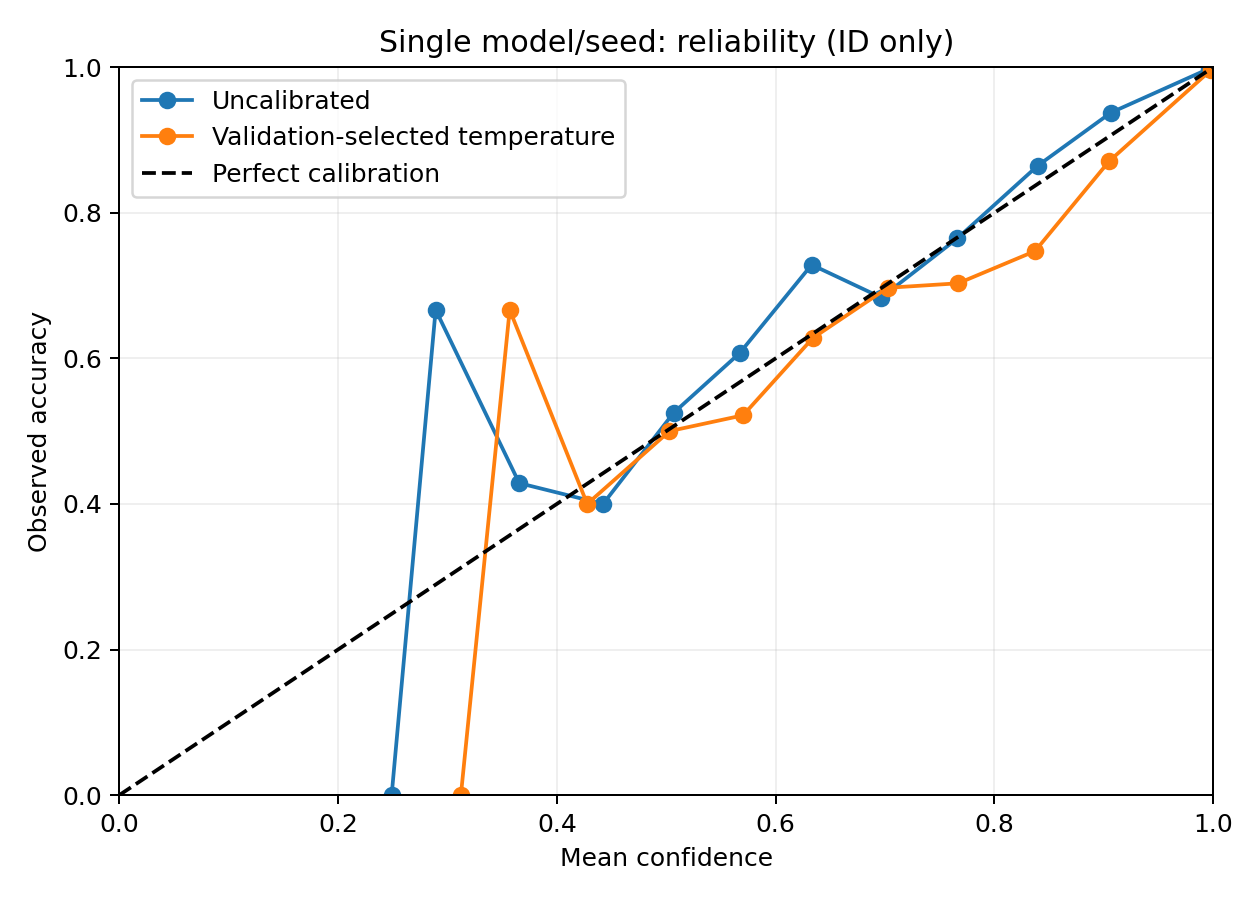 Single model/seed: reliability (ID only)
Uncalibrated
Validation-selected temperature
Perfect calibration
1.0
0.8
0.6
0.4
0.2
0.0
Observed accuracy
0.0 0.2 0.4 0.6 0.8 1.0
Mean confidence